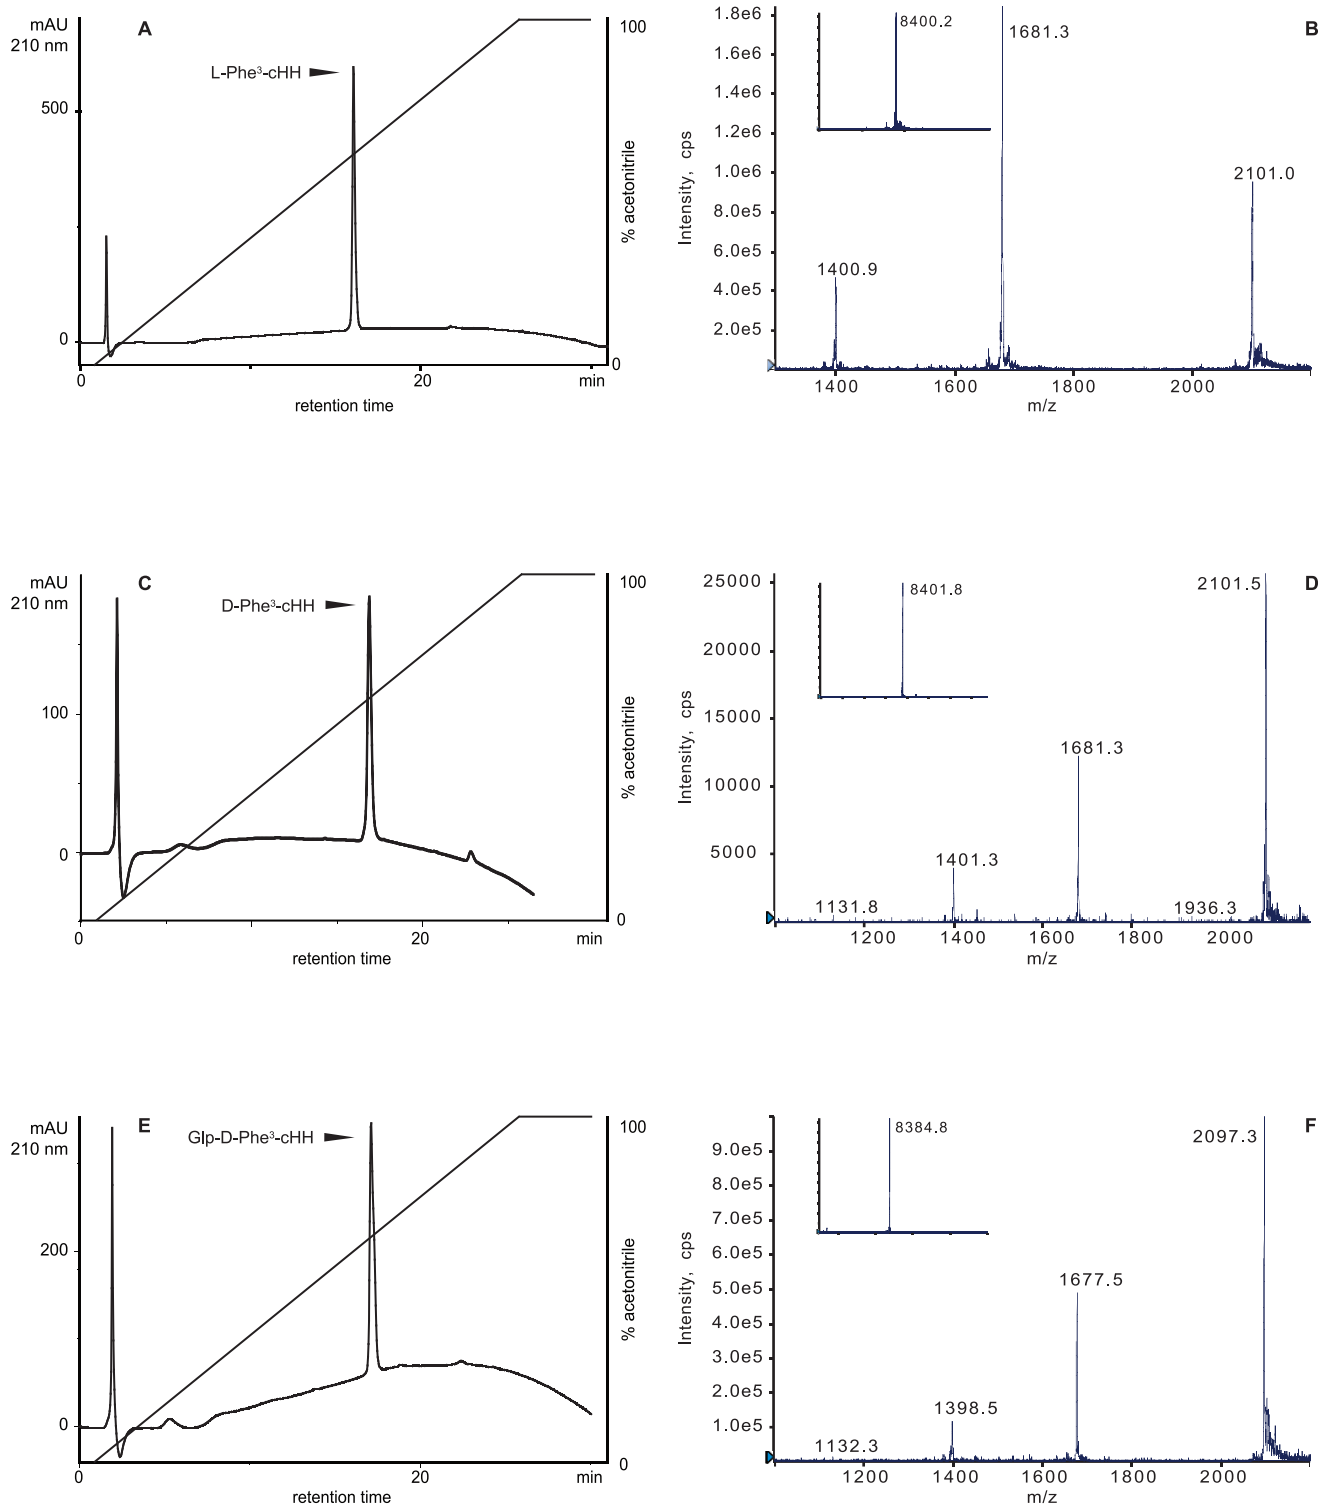 A
mAU
210 nm
L-Phe³-cHH
500
0
100
% acetonitrile
0
0
20
min
retention time
B
1.8e6
1.6e6
1.4e6
1.2e6
1.0e6
8.0e5
6.0e5
4.0e5
2.0e5
Intensity, cps
8400.2
1681.3
2101.0
1400.9
1400
1600
1800
2000
m/z
C
mAU
210 nm
D-Phe³-cHH
100
0
100
% acetonitrile
0
0
20
min
retention time
D
25000
20000
15000
10000
5000
Intensity, cps
8401.8
2101.5
1681.3
1401.3
1131.8
1936.3
1200
1400
1600
1800
2000
m/z
E
mAU
210 nm
Glp-D-Phe³-cHH
200
0
100
% acetonitrile
0
0
20
min
retention time
F
9.0e5
8.0e5
7.0e5
6.0e5
5.0e5
4.0e5
3.0e5
2.0e5
1.0e5
Intensity, cps
8384.8
2097.3
1677.5
1398.5
1132.3
1200
1400
1600
1800
2000
m/z